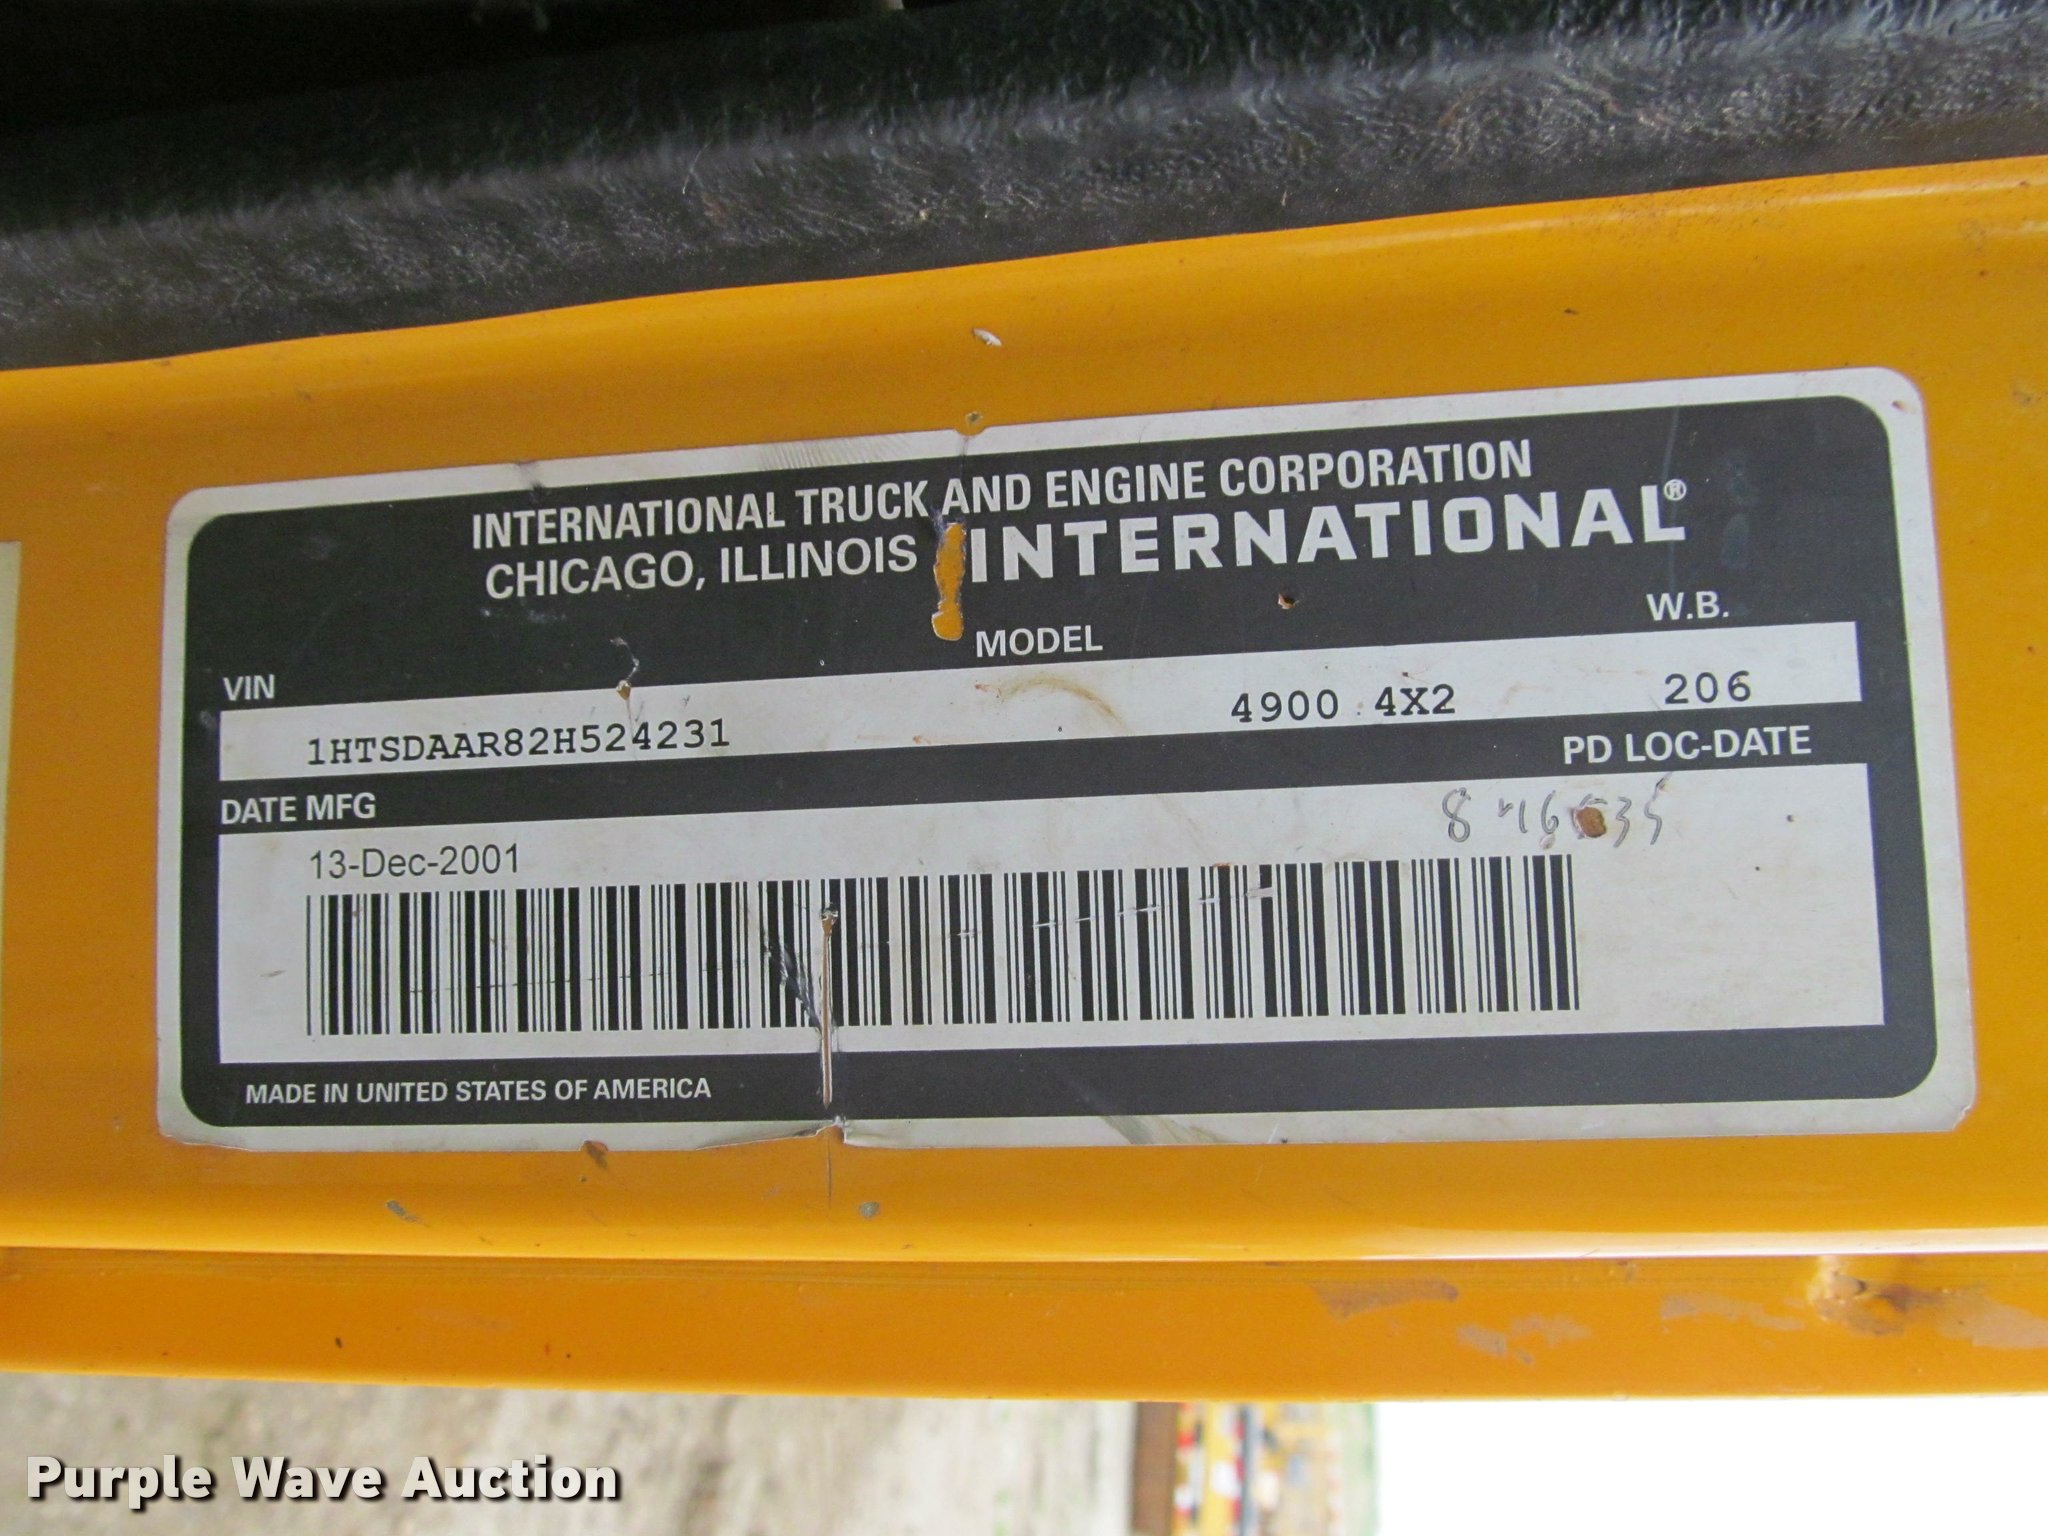 INTERNATIONAL TRUCK AND ENGINE CORPORATION
CHICAGO, ILLINOIS INTERNATIONAL®
VIN MODEL W.B.
1HTSDAAR82H524231 4900 4X2 206
DATE MFG PD LOC-DATE
13-Dec-2001
MADE IN UNITED STATES OF AMERICA
Purple Wave Auction